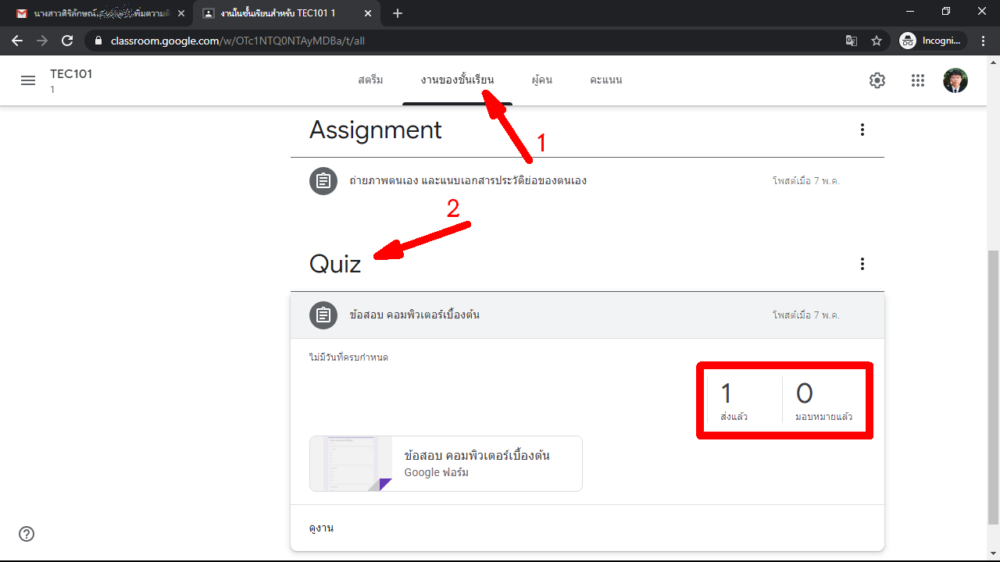 นางสาวศิริลักษณ์ เพิ่มความดี
งานในชั้นเรียนสำหรับ TEC101 1
classroom.google.com/w/OTc1NTQ0NTAyMDBa/t/all
Incogni...
TEC101
1
สตรีม
งานของชั้นเรียน
ผู้คน
คะแนน
1
Assignment
ถ่ายภาพตนเอง และแนบเอกสารประวัติย่อของตนเอง
โพสต์เมื่อ 7 พ.ค.
2
Quiz
ข้อสอบ คอมพิวเตอร์เบื้องต้น
โพสต์เมื่อ 7 พ.ค.
ไม่มีวันที่ครบกำหนด
1
0
ส่งแล้ว
มอบหมายแล้ว
ข้อสอบ คอมพิวเตอร์เบื้องต้น
Google ฟอร์ม
ดูงาน